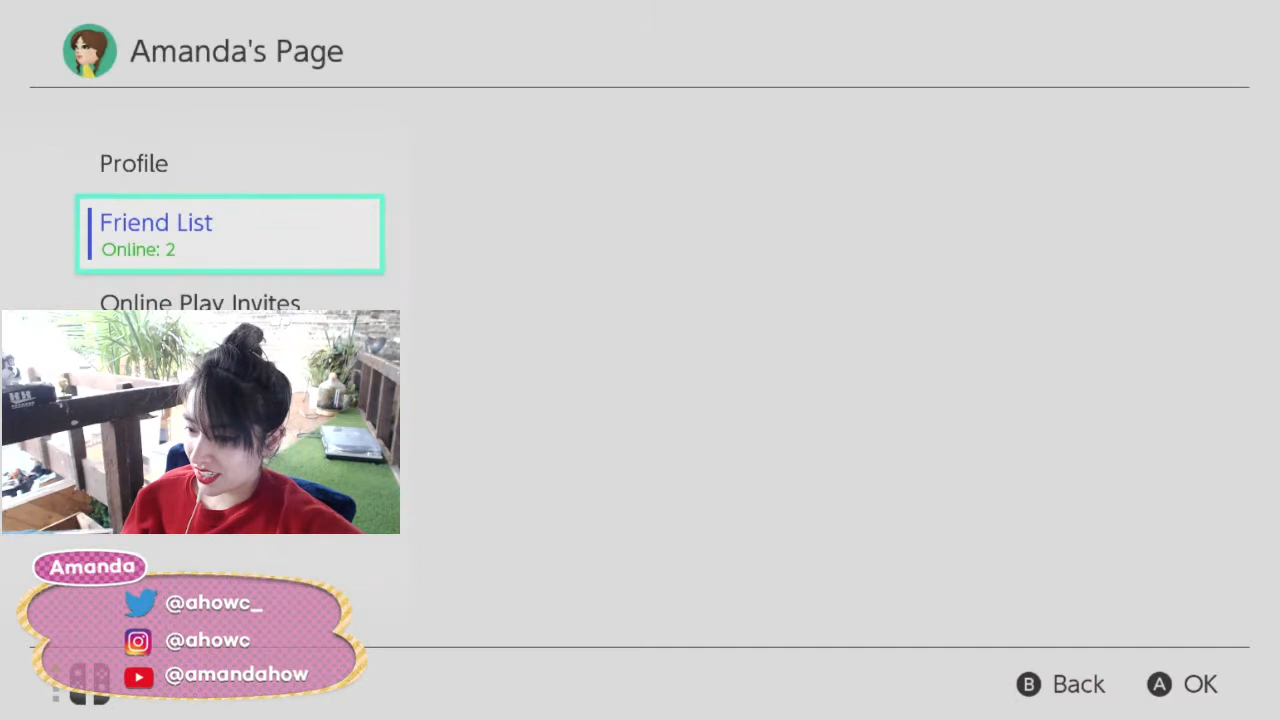 Amanda's Page
Profile
Friend List
Online: 2
Online Play Invites
Amanda
@ahowc_
@ahowc
@amandahow
B Back
A OK